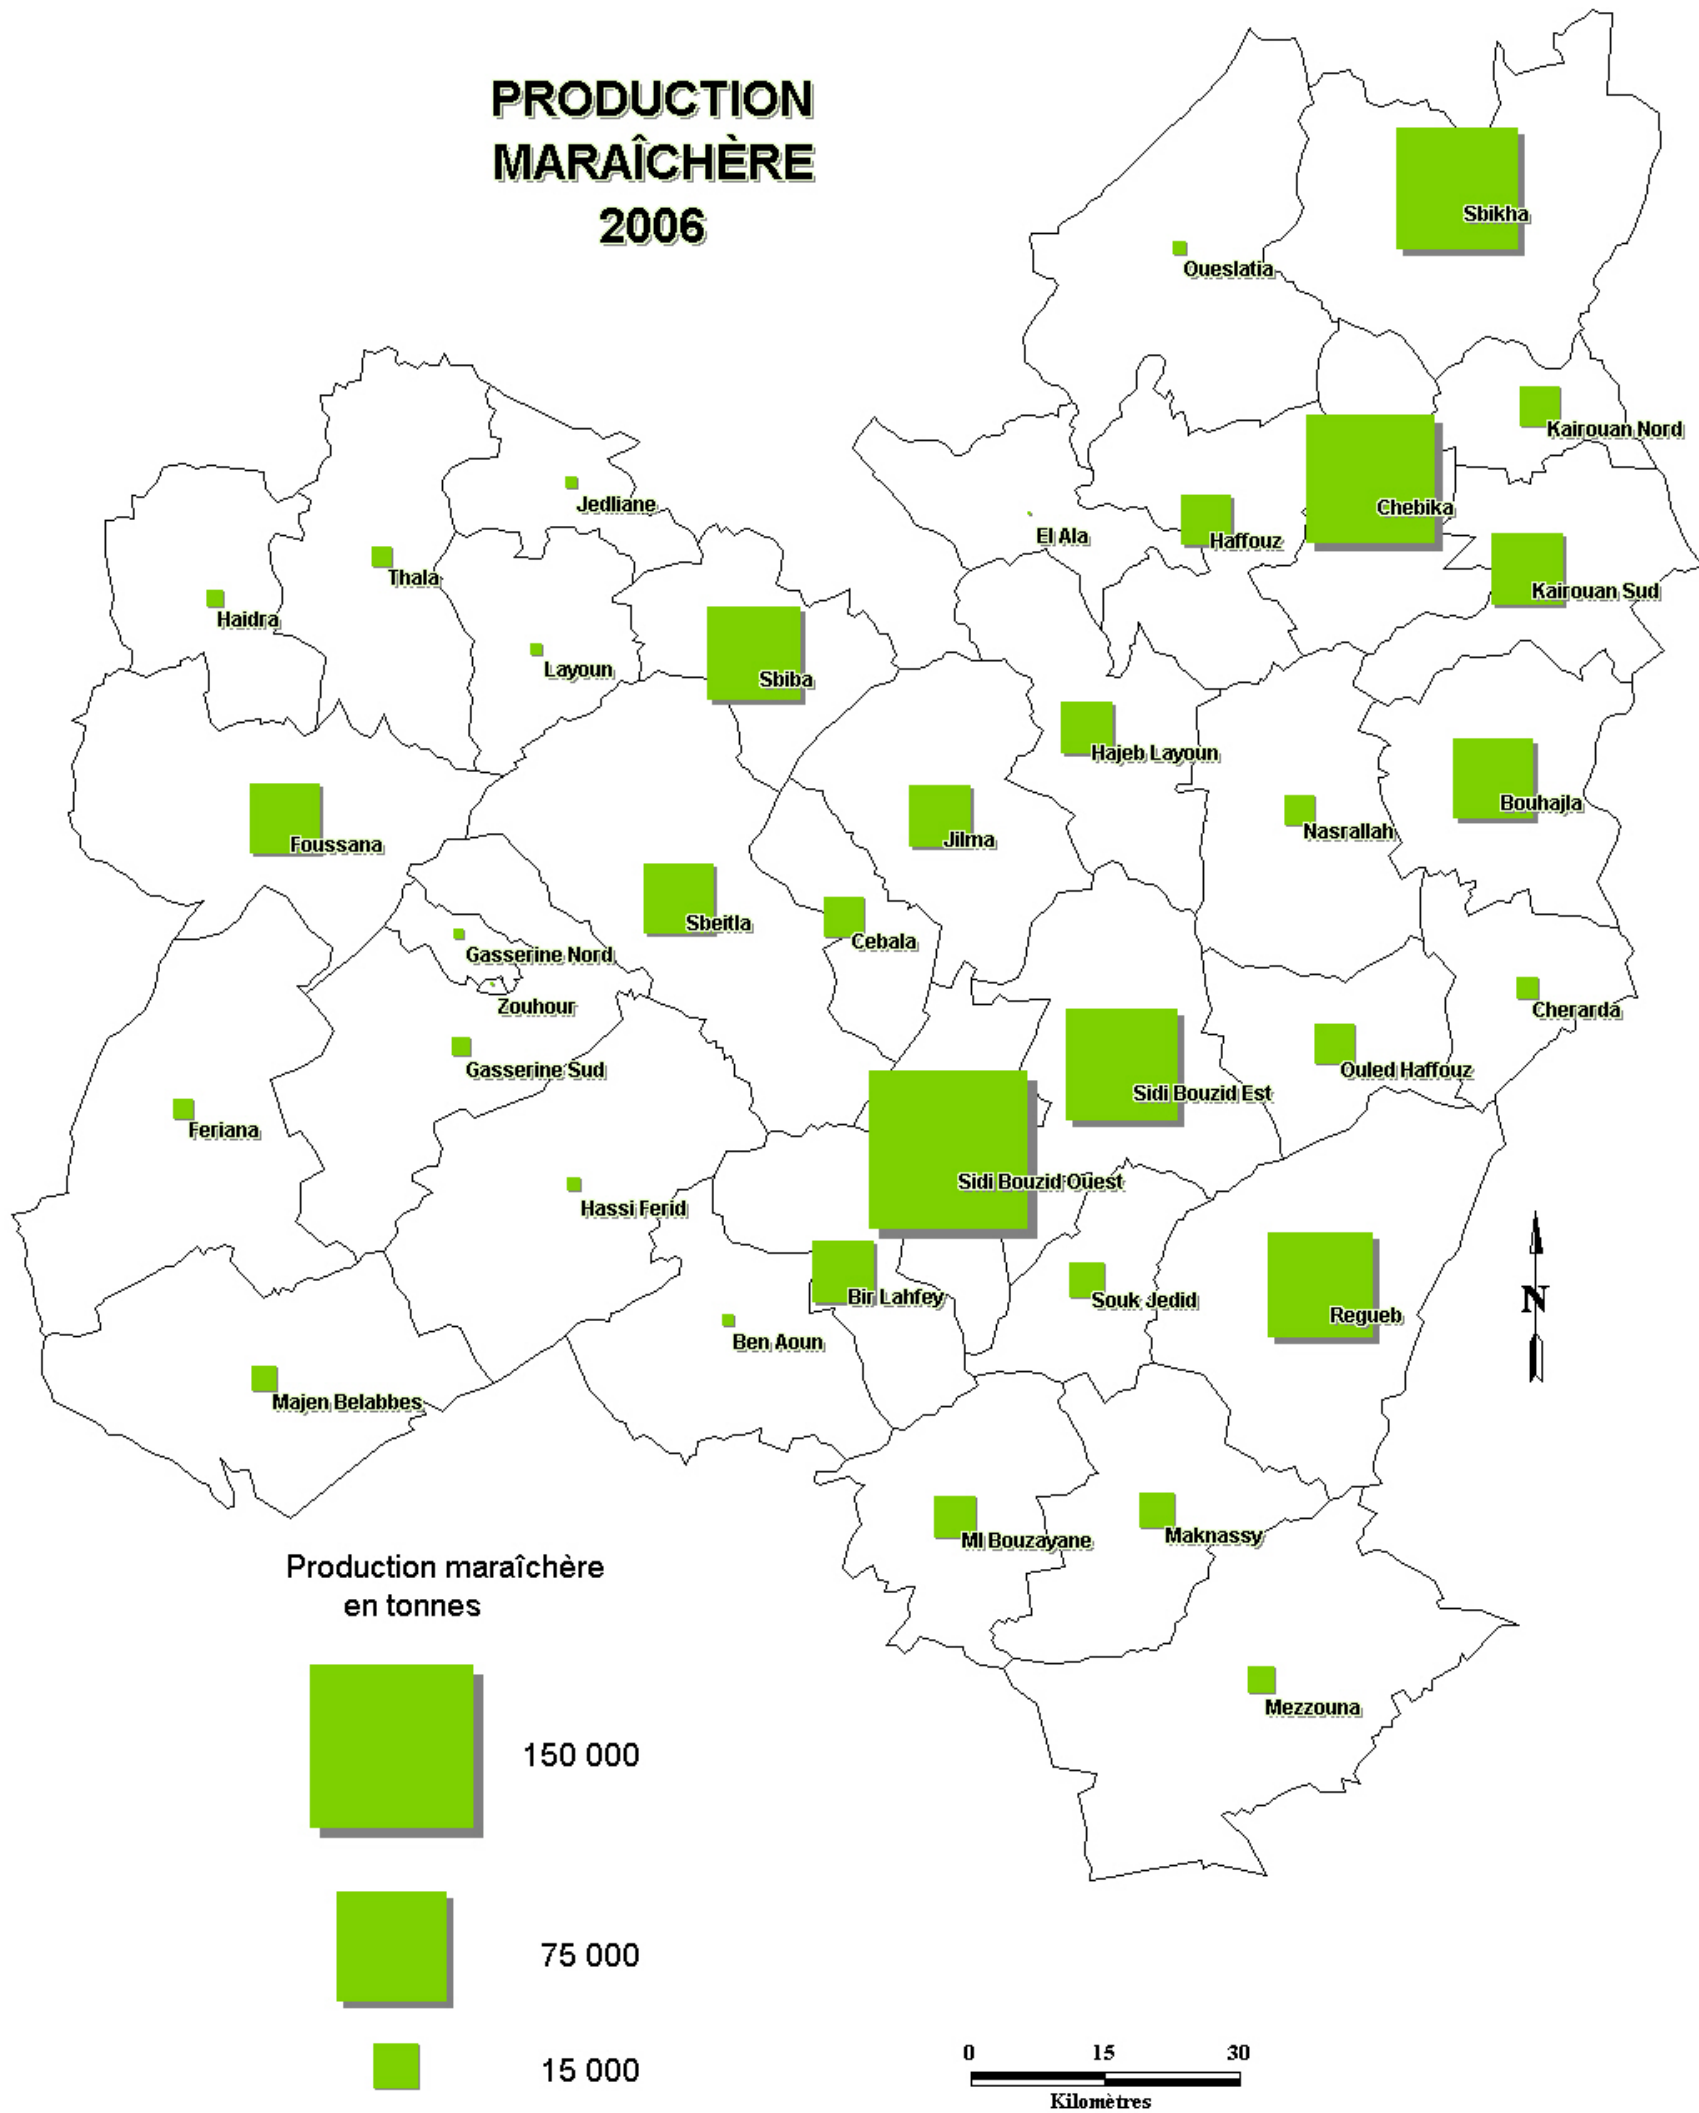 PRODUCTION
MARAÎCHÈRE
2006
Sbikha
Oueslatia
Kairouan Nord
Jedliane
Chebika
El Ala
Haffouz
Thala
Kairouan Sud
Haidra
Layoun
Sbiba
Hajeb Layoun
Bouhajla
Nasrallah
Jilma
Foussana
Sbeitla
Cebala
Gasserine Nord
Zouhour
Cherarda
Gasserine Sud
Ouled Haffouz
Sidi Bouzid Est
Feriana
Sidi Bouzid Ouest
Hassi Ferid
Bir Lahfey
Souk Jedid
Regueb
N
Ben Aoun
Majen Belabbes
Maknassy
Ml Bouzayane
Mezzouna
Production maraîchère
en tonnes
150 000
75 000
15 000
0 15 30
Kilomètres